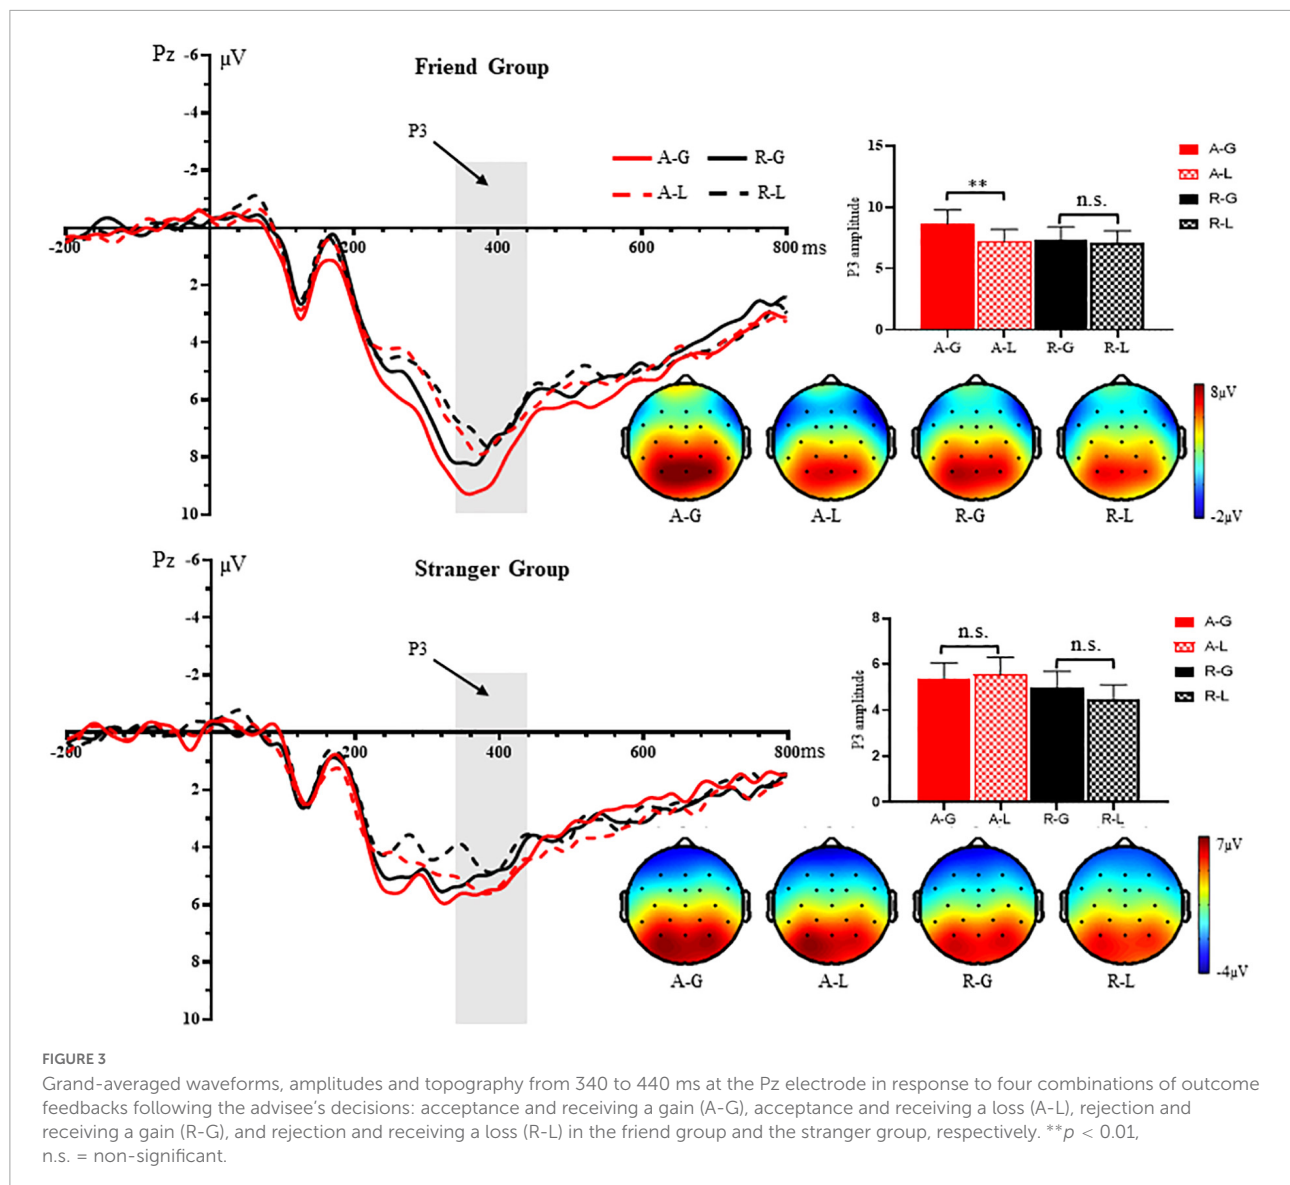 Pz
-6
μV
Friend Group
-4
P3
-2
A-G
R-G
A-L
R-L
-200
200
400
600
800 ms
2
4
6
8
10
15
10
5
0
P3 amplitude
**
n.s.
A-G
A-L
R-G
R-L
A-G
A-L
R-G
R-L
8μV
-2μV
A-G
A-L
R-G
R-L
Pz
-6
μV
Stranger Group
-4
P3
-2
-200
200
400
600
800ms
2
4
6
8
10
8
6
4
2
0
P3 amplitude
n.s.
n.s.
A-G
A-L
R-G
R-L
A-G
A-L
R-G
R-L
7μV
-4μV
A-G
A-L
R-G
R-L
FIGURE 3
Grand-averaged waveforms, amplitudes and topography from 340 to 440 ms at the Pz electrode in response to four combinations of outcome
feedbacks following the advisee's decisions: acceptance and receiving a gain (A-G), acceptance and receiving a loss (A-L), rejection and
receiving a gain (R-G), and rejection and receiving a loss (R-L) in the friend group and the stranger group, respectively. **p < 0.01,
n.s. = non-significant.